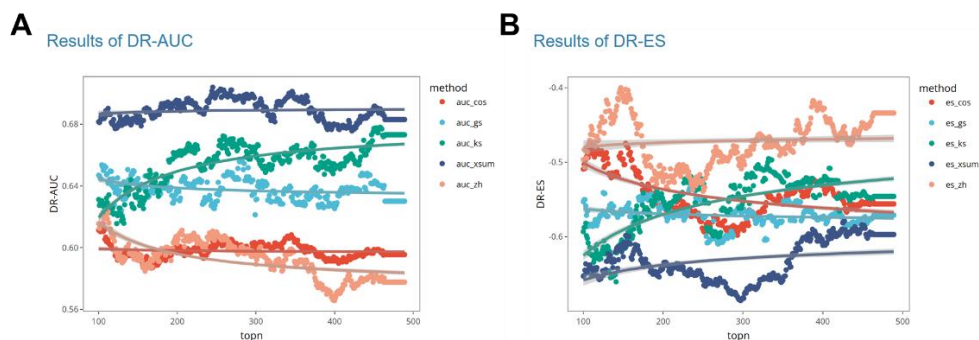 A
Results of DR-AUC
DR-AUC
0.68
0.64
0.60
0.56
100
200
300
400
500
topn
method
auc_cos
auc_gs
auc_ks
auc_xsum
auc_zh
B
Results of DR-ES
DR-ES
-0.4
-0.5
-0.6
100
200
300
400
500
topn
method
es_cos
es_gs
es_ks
es_xsum
es_zh